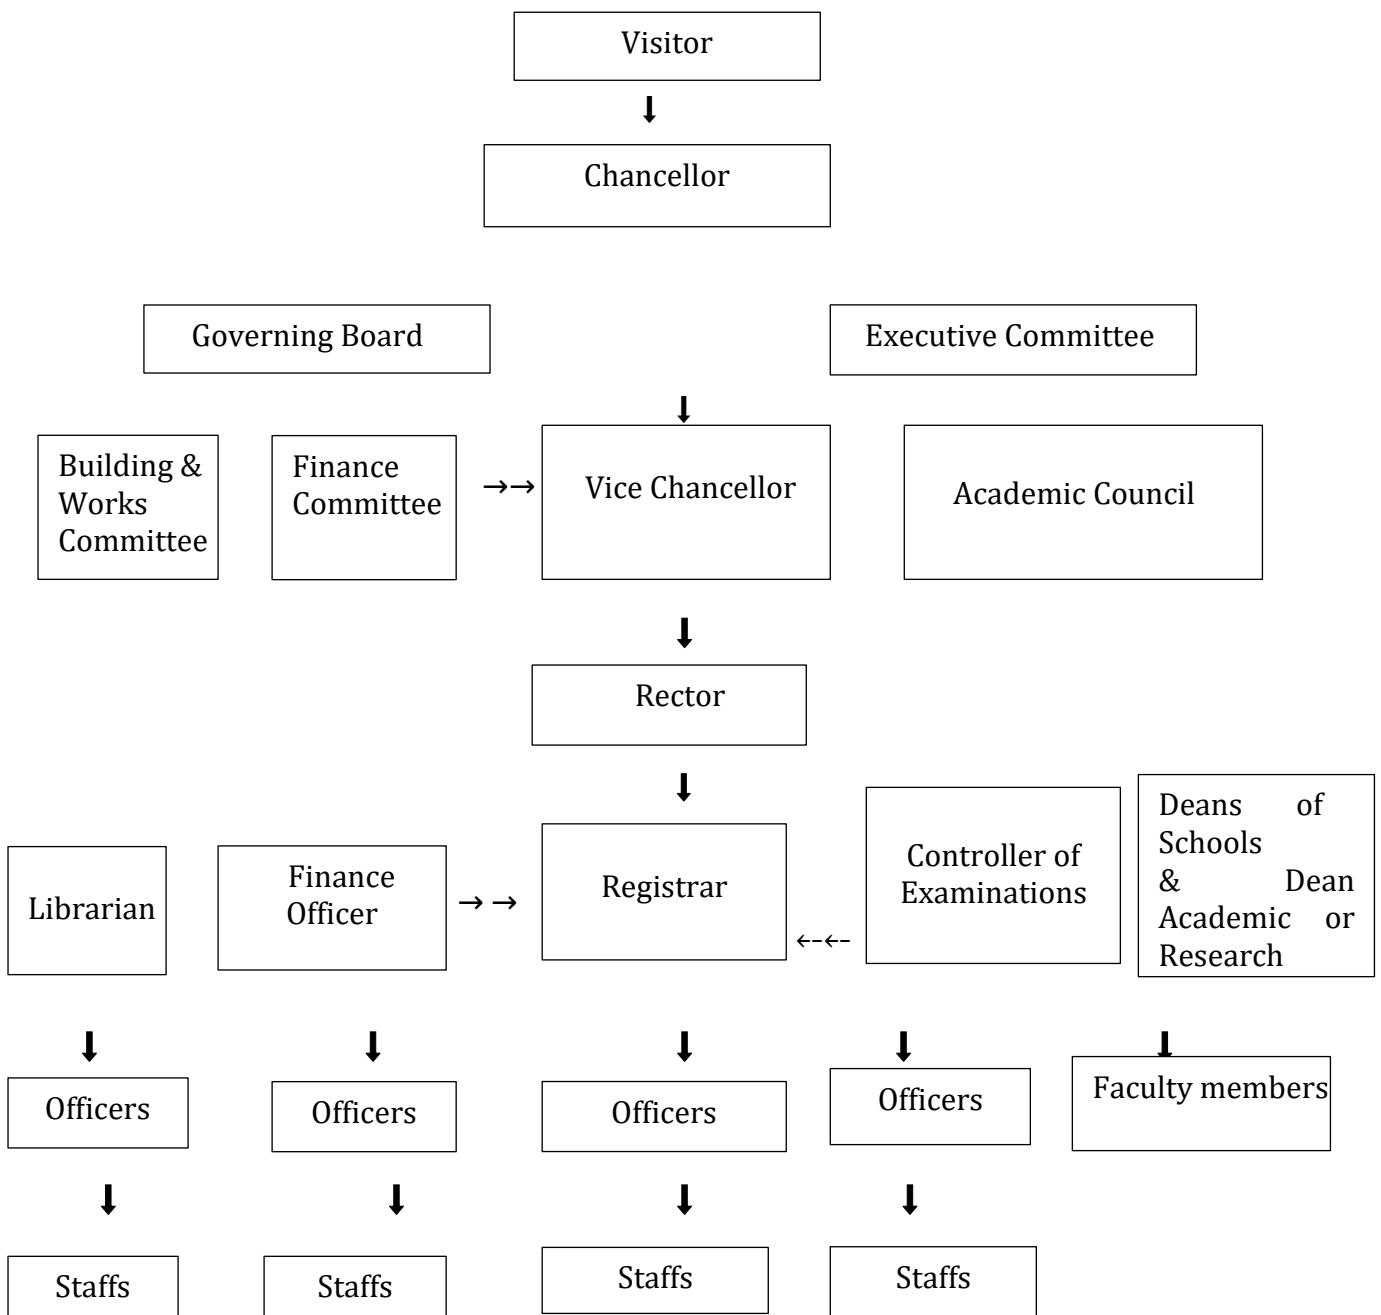 Visitor
Chancellor
Governing Board
Executive Committee
Building &
Works
Committee
Finance
Committee
→→
Vice Chancellor
Academic Council
Rector
Librarian
Finance
Officer
→ →
Registrar
←--←--
Controller of
Examinations
Deans of
Schools
& Dean
Academic or
Research
Officers
Officers
Officers
Officers
Faculty members
Staffs
Staffs
Staffs
Staffs